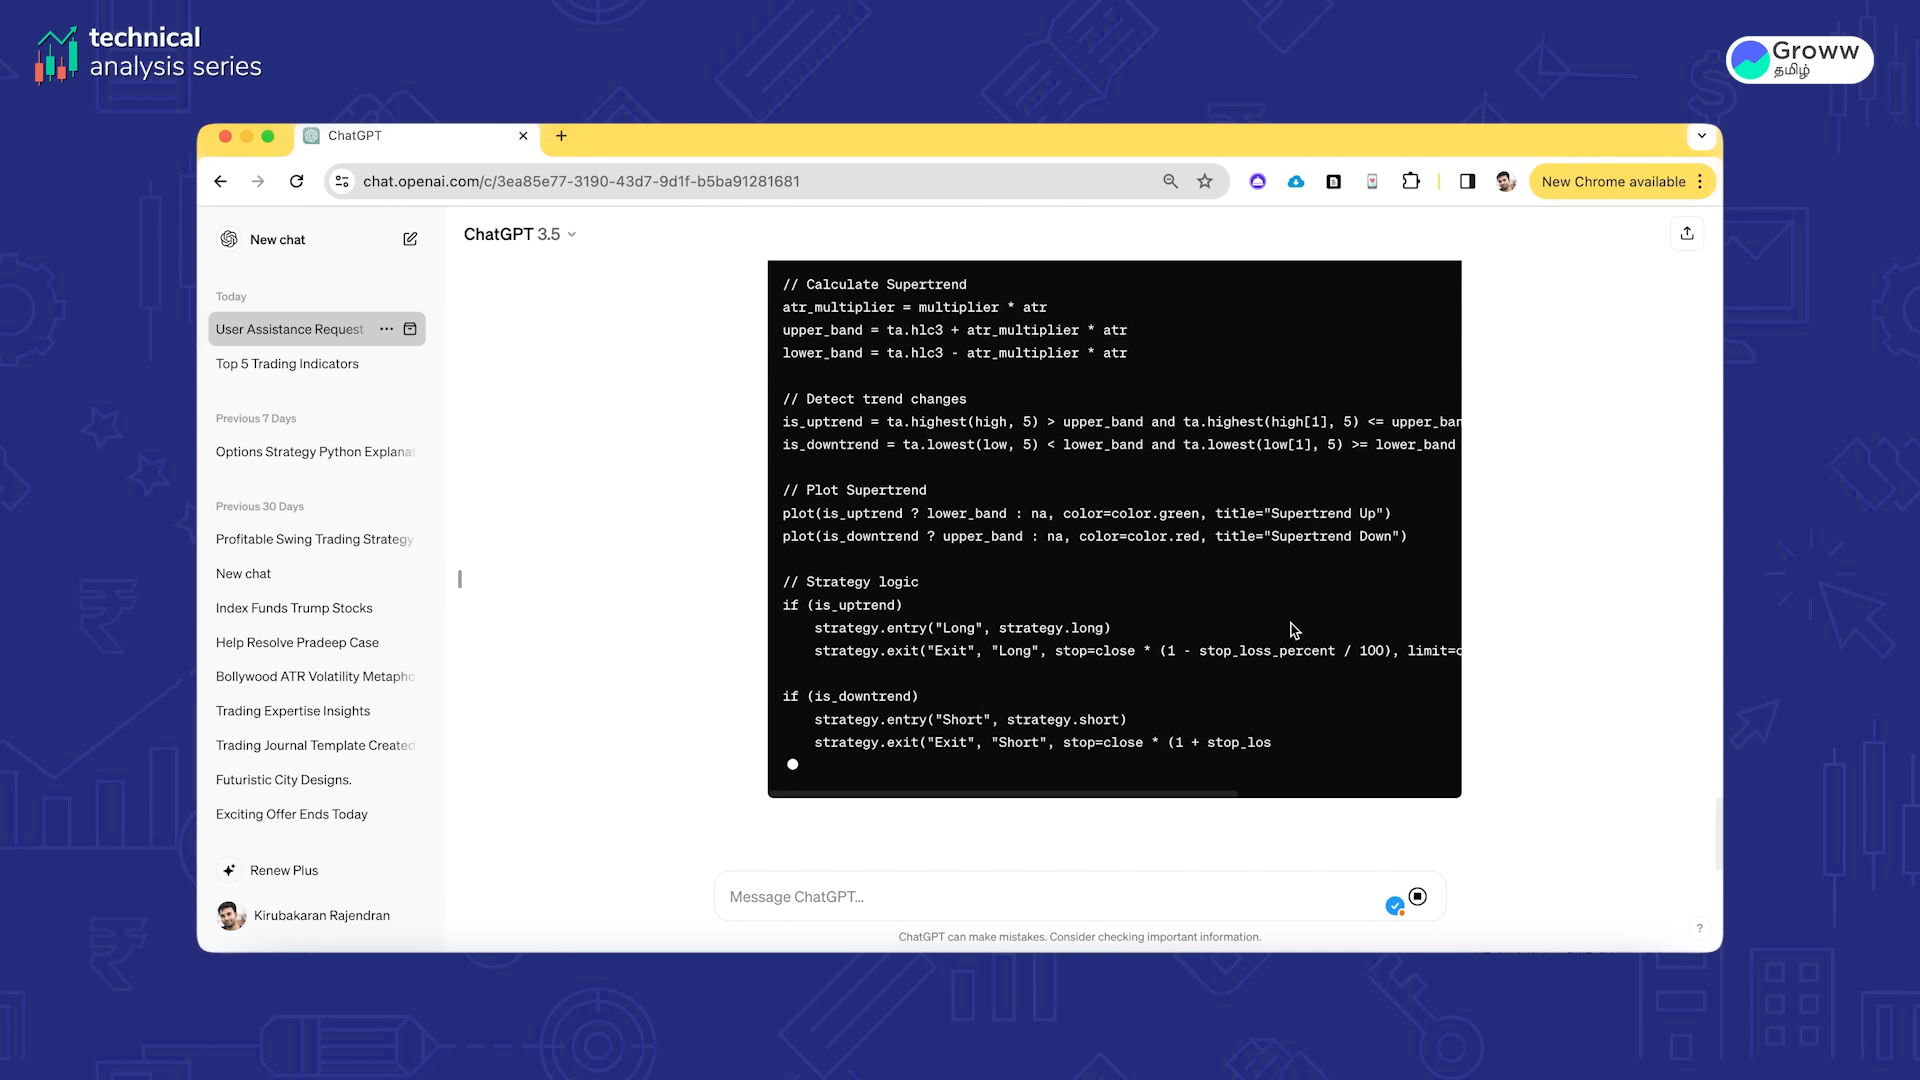 technical
analysis series
Groww
தமிழ்
ChatGPT
chat.openai.com/c/3ea85e77-3190-43d7-9d1f-b5ba91281681
New Chrome available
New chat
ChatGPT 3.5
Today
User Assistance Request
Top 5 Trading Indicators
Previous 7 Days
Options Strategy Python Explanat
Previous 30 Days
Profitable Swing Trading Strategy
New chat
Index Funds Trump Stocks
Help Resolve Pradeep Case
Bollywood ATR Volatility Metapho
Trading Expertise Insights
Trading Journal Template Created
Futuristic City Designs.
Exciting Offer Ends Today
Renew Plus
Kirubakaran Rajendran
// Calculate Supertrend
atr_multiplier = multiplier * atr
upper_band = ta.hlc3 + atr_multiplier * atr
lower_band = ta.hlc3 - atr_multiplier * atr
// Detect trend changes
is_uptrend = ta.highest(high, 5) > upper_band and ta.highest(high[1], 5) <= upper_ban
is_downtrend = ta.lowest(low, 5) < lower_band and ta.lowest(low[1], 5) >= lower_band
// Plot Supertrend
plot(is_uptrend ? lower_band : na, color=color.green, title="Supertrend Up")
plot(is_downtrend ? upper_band : na, color=color.red, title="Supertrend Down")
// Strategy logic
if (is_uptrend)
    strategy.entry("Long", strategy.long)
    strategy.exit("Exit", "Long", stop=close * (1 - stop_loss_percent / 100), limit=c
if (is_downtrend)
    strategy.entry("Short", strategy.short)
    strategy.exit("Exit", "Short", stop=close * (1 + stop_los
Message ChatGPT...
ChatGPT can make mistakes. Consider checking important information.
?